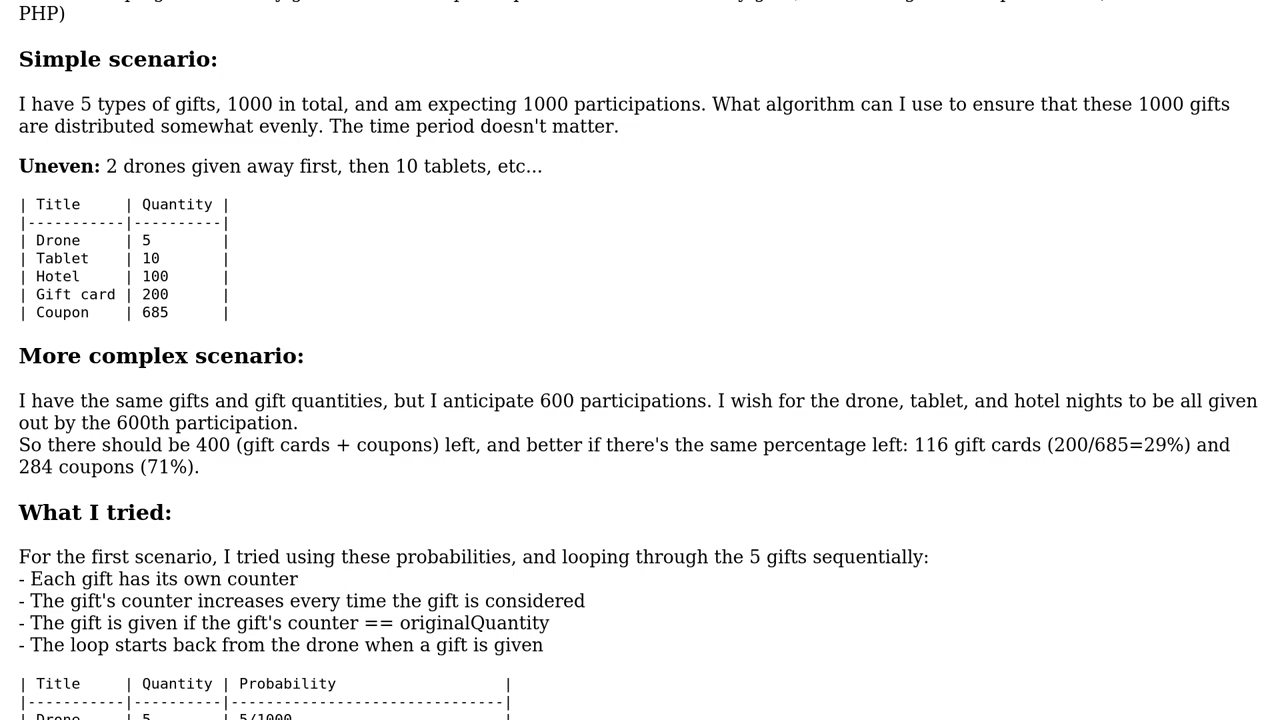 PHP)
Simple scenario:
I have 5 types of gifts, 1000 in total, and am expecting 1000 participations. What algorithm can I use to ensure that these 1000 gifts
are distributed somewhat evenly. The time period doesn't matter.
Uneven: 2 drones given away first, then 10 tablets, etc...
| Title     | Quantity |
|-----------|----------|
| Drone     | 5        |
| Tablet    | 10       |
| Hotel     | 100      |
| Gift card | 200      |
| Coupon    | 685      |
More complex scenario:
I have the same gifts and gift quantities, but I anticipate 600 participations. I wish for the drone, tablet, and hotel nights to be all given
out by the 600th participation.
So there should be 400 (gift cards + coupons) left, and better if there's the same percentage left: 116 gift cards (200/685=29%) and
284 coupons (71%).
What I tried:
For the first scenario, I tried using these probabilities, and looping through the 5 gifts sequentially:
- Each gift has its own counter
- The gift's counter increases every time the gift is considered
- The gift is given if the gift's counter == originalQuantity
- The loop starts back from the drone when a gift is given
| Title     | Quantity | Probability                    |
|-----------|----------|--------------------------------|
| Drone     | 5        | 5/1000                         |